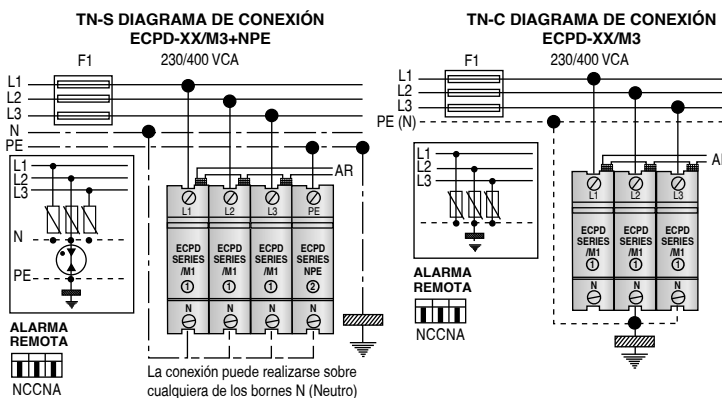 TN-S DIAGRAMA DE CONEXIÓN
ECPD-XX/M3+NPE
F1
230/400 VCA
L1
L2
L3
N
PE
AR
L1
L2
L3
N
PE
L1
L2
L3
PE
ECPD SERIES /M1 1
ECPD SERIES /M1 1
ECPD SERIES /M1 1
ECPD SERIES NPE 2
N
N
N
N
ALARMA
REMOTA
NCCNA
La conexión puede realizarse sobre
cualquiera de los bornes N (Neutro)
TN-C DIAGRAMA DE CONEXIÓN
ECPD-XX/M3
F1
230/400 VCA
L1
L2
L3
PE (N)
L1
L2
L3
L1
L2
L3
ECPD SERIES /M1 1
ECPD SERIES /M1 1
ECPD SERIES /M1 1
N
N
N
ALARMA
REMOTA
NCCNA